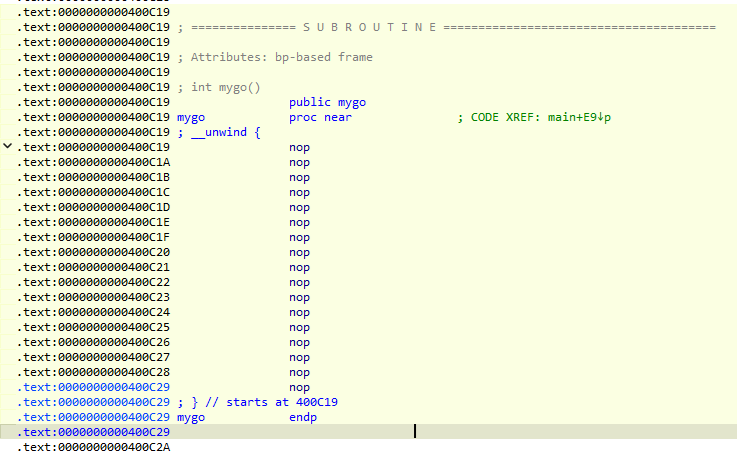 .text:0000000000400C19
.text:0000000000400C19 ; =============== S U B R O U T I N E =======================================
.text:0000000000400C19
.text:0000000000400C19 ; Attributes: bp-based frame
.text:0000000000400C19
.text:0000000000400C19 ; int mygo()
.text:0000000000400C19 public mygo
.text:0000000000400C19 mygo proc near ; CODE XREF: main+E9↓p
.text:0000000000400C19 ; __unwind {
.text:0000000000400C19 nop
.text:0000000000400C1A nop
.text:0000000000400C1B nop
.text:0000000000400C1C nop
.text:0000000000400C1D nop
.text:0000000000400C1E nop
.text:0000000000400C1F nop
.text:0000000000400C20 nop
.text:0000000000400C21 nop
.text:0000000000400C22 nop
.text:0000000000400C23 nop
.text:0000000000400C24 nop
.text:0000000000400C25 nop
.text:0000000000400C26 nop
.text:0000000000400C27 nop
.text:0000000000400C28 nop
.text:0000000000400C29 nop
.text:0000000000400C29 ; } // starts at 400C19
.text:0000000000400C29 mygo endp
.text:0000000000400C29
.text:0000000000400C2A